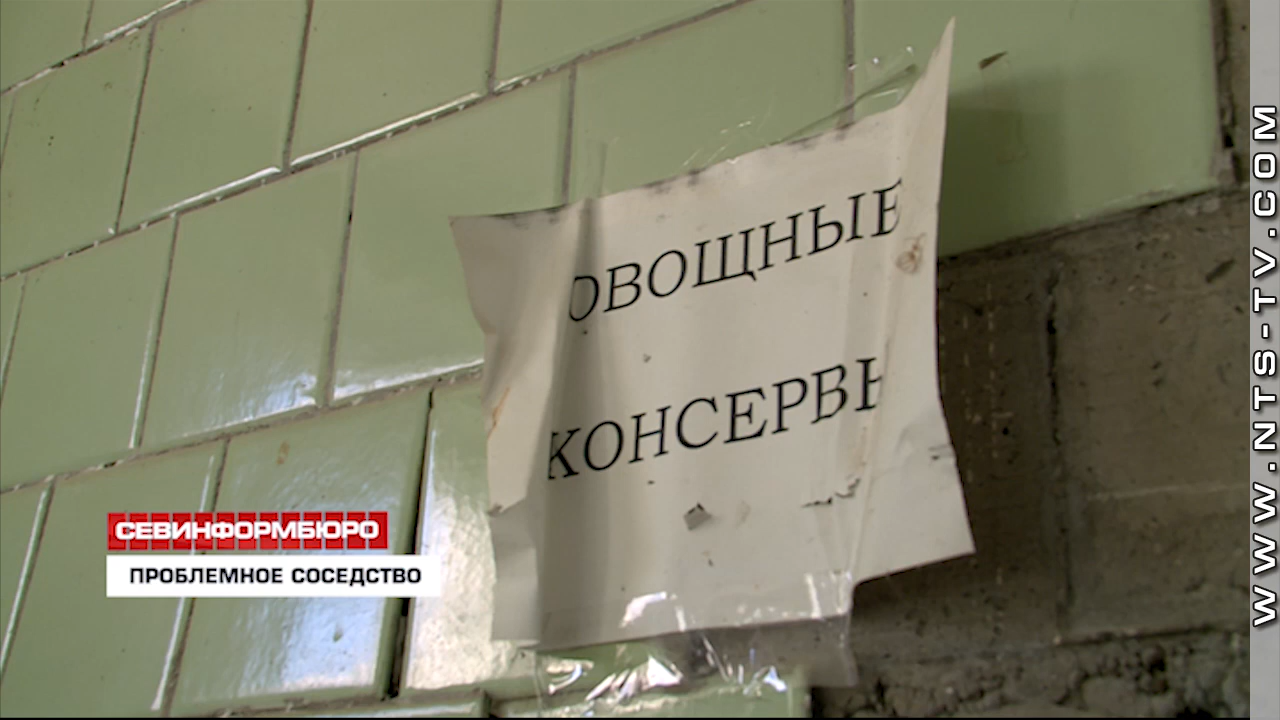 ОВОЩНЫЕ
КОНСЕРВЫ
СЕВИНФОРМБЮРО
ПРОБЛЕМНОЕ СОСЕДСТВО
WWW.NTS-TV.COM